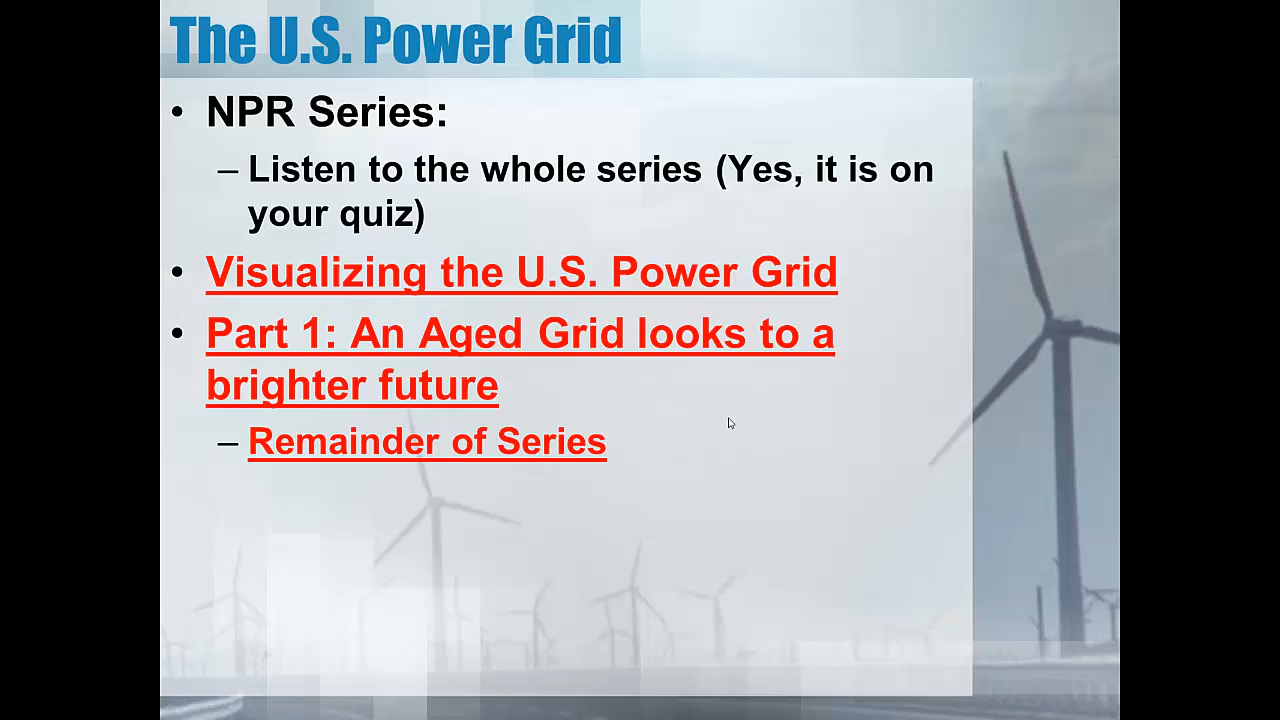 The U.S. Power Grid
• NPR Series:
– Listen to the whole series (Yes, it is on
your quiz)
• Visualizing the U.S. Power Grid
• Part 1: An Aged Grid looks to a
brighter future
– Remainder of Series